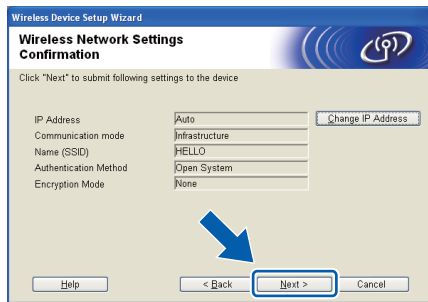 Wireless Device Setup Wizard
Wireless Network Settings
Confirmation
Click "Next" to submit following settings to the device
IP Address Auto Change IP Address
Communication mode Infrastructure
Name (SSID) HELLO
Authentication Method Open System
Encryption Mode None
Help < Back Next > Cancel